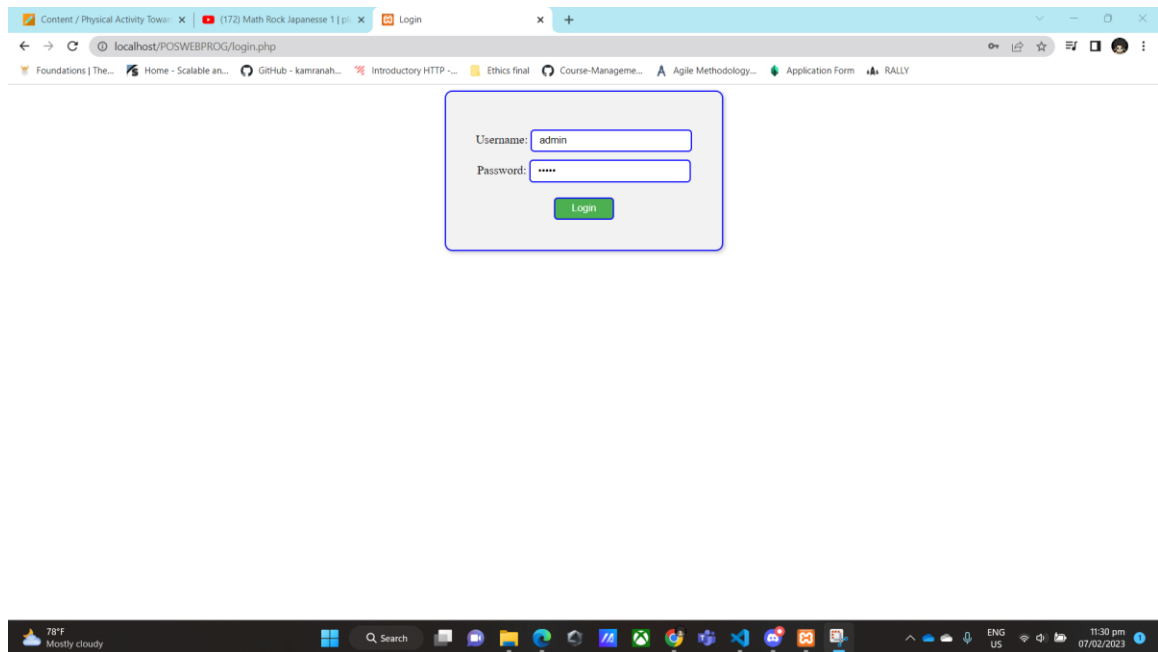 Content / Physical Activity Towar
(172) Math Rock Japanesse 1 | pl
Login
localhost/POSWEBPROG/login.php
Foundations | The...
Home - Scalable an...
GitHub - kamranah...
Introductory HTTP -...
Ethics final
Course-Manageme...
Agile Methodology...
Application Form
RALLY
Username: admin
Password: •••••
Login
78°F
Mostly cloudy
Search
ENG
US
11:30 pm
07/02/2023
1